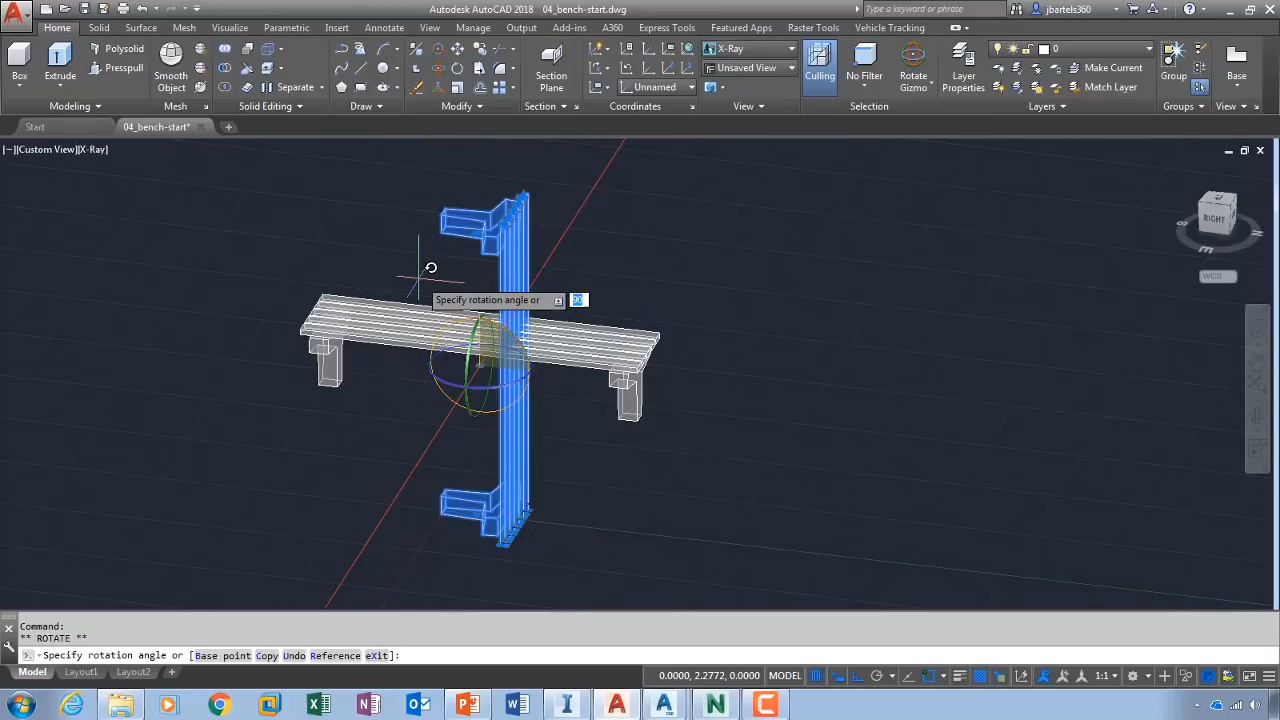 Autodesk AutoCAD 2018 04_bench-start.dwg
Type a keyword or phrase
jbartels360
Home Solid Surface Mesh Visualize Parametric Insert Annotate View Manage Output Add-ins A360 Express Tools Featured Apps Raster Tools Vehicle Tracking
Box
Extrude
Polysolid
Presspull
Smooth Object
Separate
Section Plane
Unnamed
X-Ray
Unsaved View
Culling
No Filter
Rotate Gizmo
Layer Properties
0
Make Current
Match Layer
Group
Base
Modeling Mesh Solid Editing Draw Modify Section Coordinates View Selection Layers Groups View
Start 04_bench-start*
[−][Custom View][X-Ray]
RIGHT
WCS
Specify rotation angle or 90
Command:
** ROTATE **
Specify rotation angle or [Base point Copy Undo Reference eXit]:
Model Layout1 Layout2
0.0000, 2.2772, 0.0000 MODEL 1:1